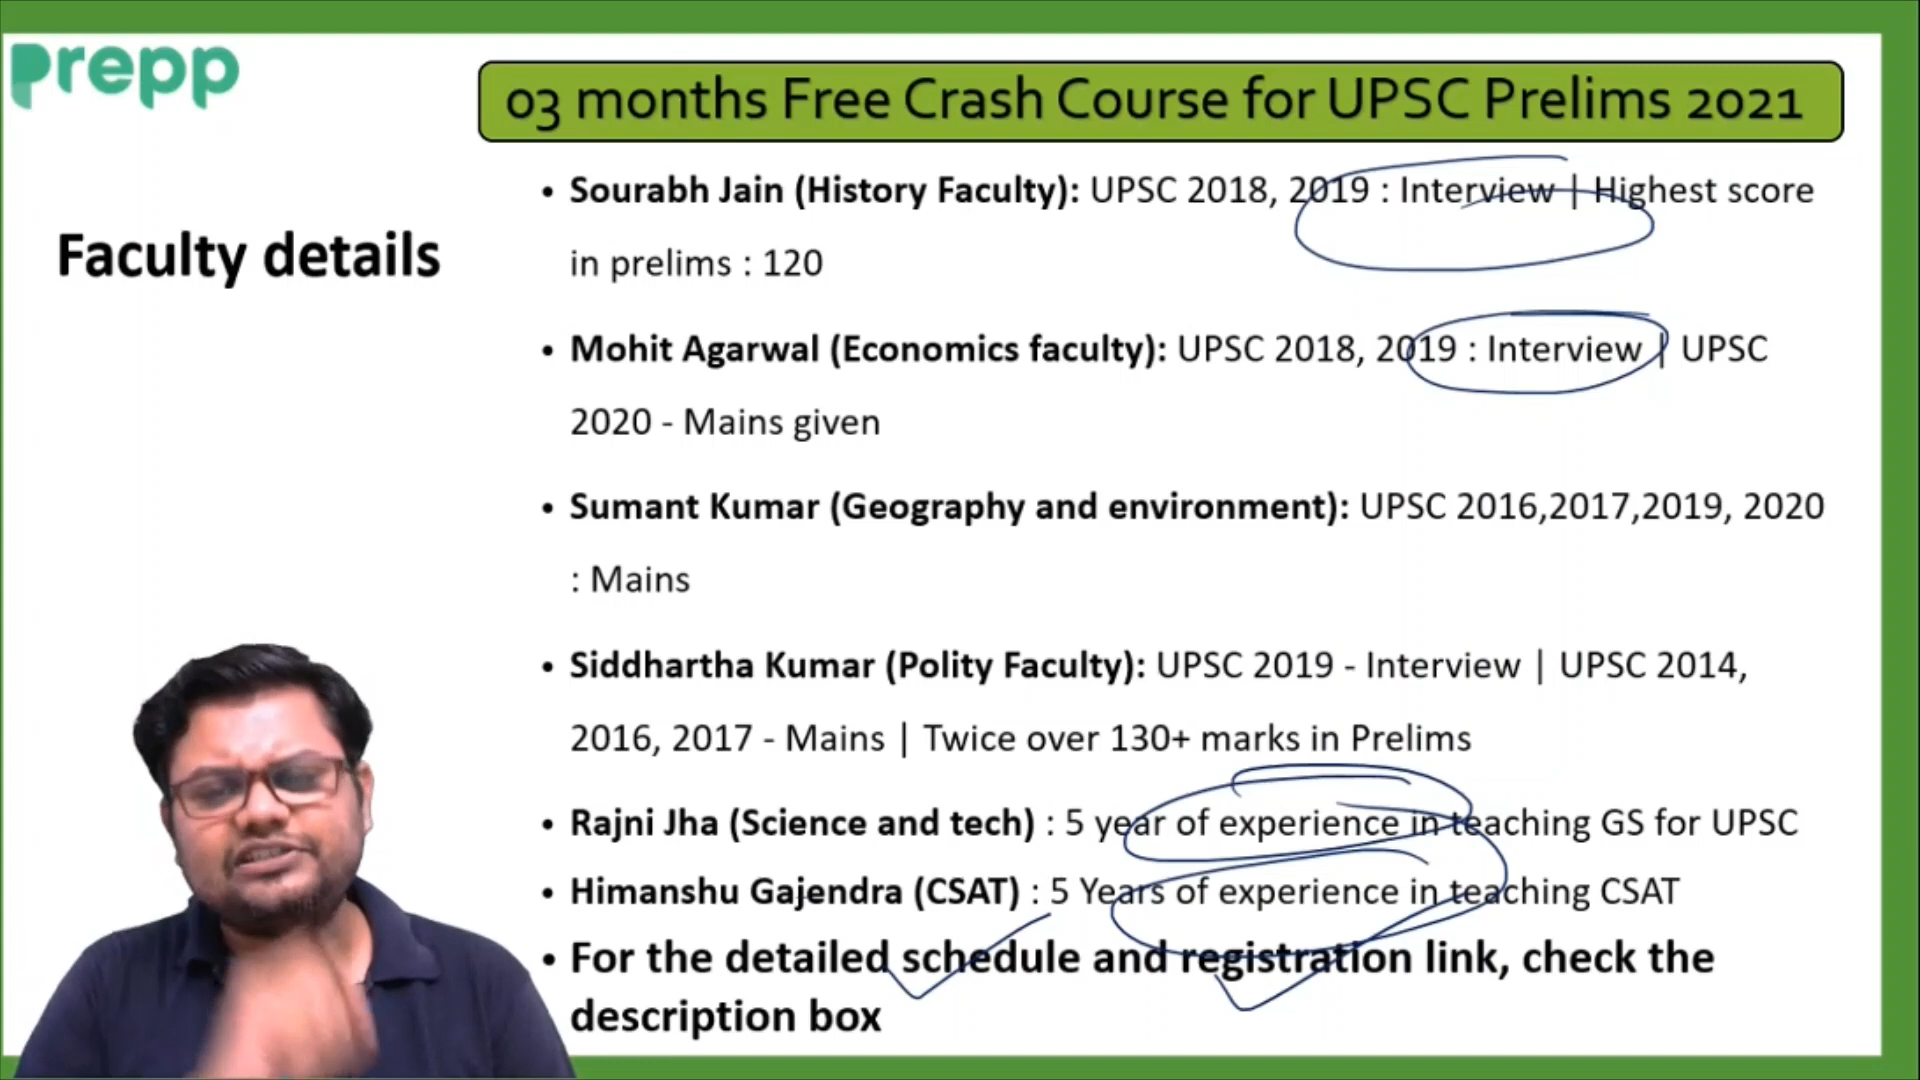 prepp
03 months Free Crash Course for UPSC Prelims 2021
Faculty details
• Sourabh Jain (History Faculty): UPSC 2018, 2019 : Interview | Highest score
in prelims : 120
• Mohit Agarwal (Economics faculty): UPSC 2018, 2019 : Interview | UPSC
2020 - Mains given
• Sumant Kumar (Geography and environment): UPSC 2016,2017,2019, 2020
: Mains
• Siddhartha Kumar (Polity Faculty): UPSC 2019 - Interview | UPSC 2014,
2016, 2017 - Mains | Twice over 130+ marks in Prelims
• Rajni Jha (Science and tech) : 5 year of experience in teaching GS for UPSC
• Himanshu Gajendra (CSAT) : 5 Years of experience in teaching CSAT
• For the detailed schedule and registration link, check the
description box